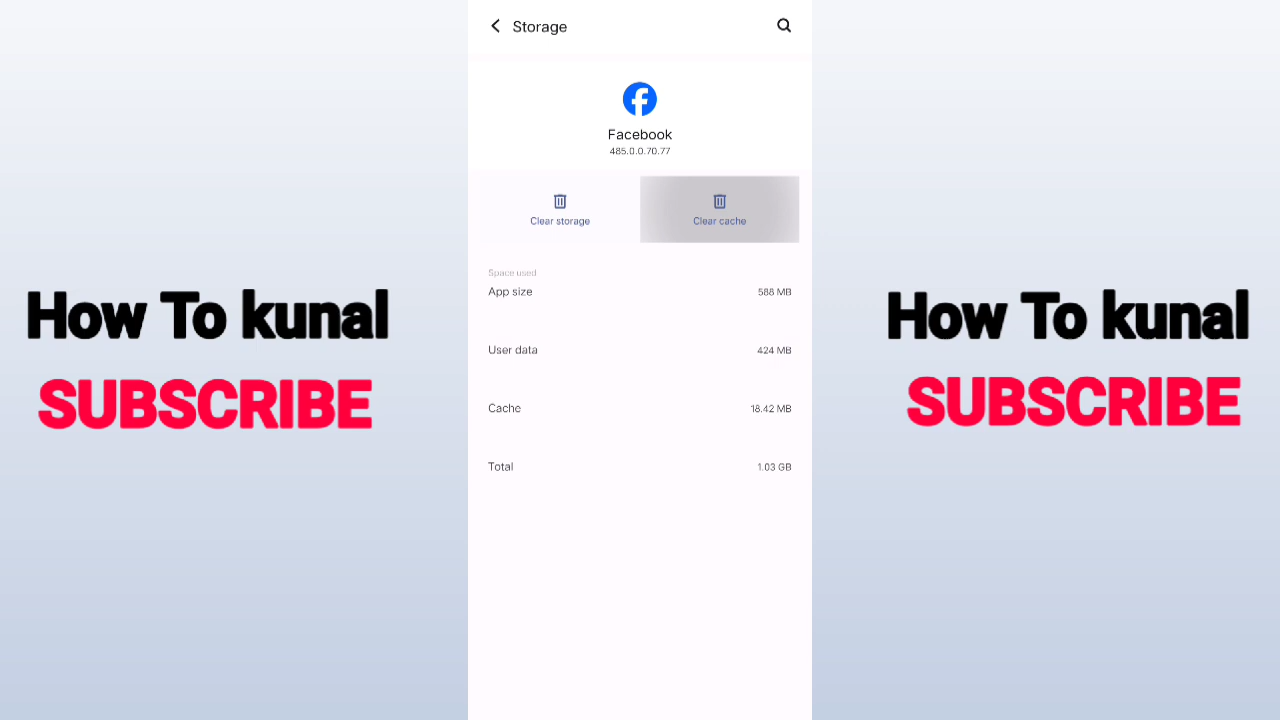 Storage
Facebook
485.0.0.70.77
Clear storage
Clear cache
Space used
App size 588 MB
User data 424 MB
Cache 18.42 MB
Total 1.03 GB
How To kunal
SUBSCRIBE
How To kunal
SUBSCRIBE